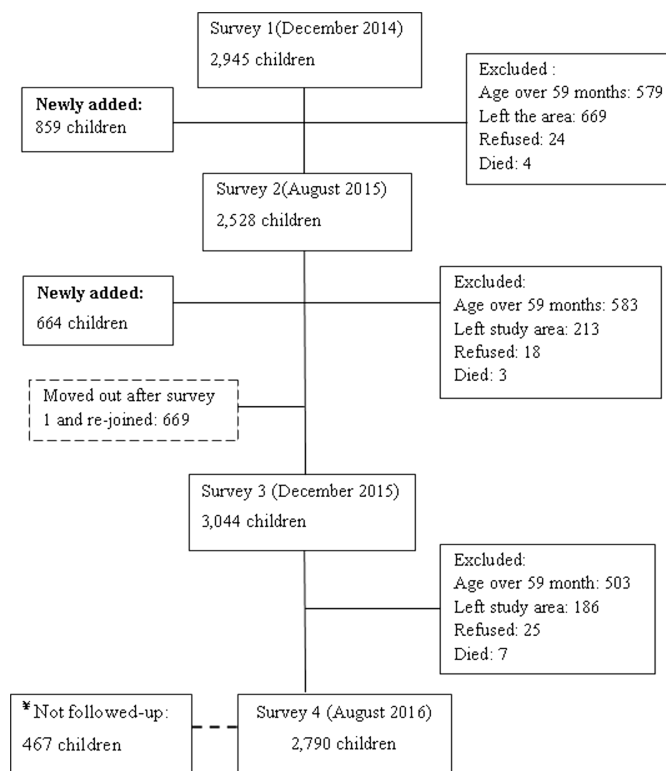 Survey 1(December 2014)
2,945 children
Excluded :
Age over 59 months: 579
Left the area: 669
Refused: 24
Died: 4
Newly added:
859 children
Survey 2(August 2015)
2,528 children
Excluded:
Age over 59 months: 583
Left study area: 213
Refused: 18
Died: 3
Newly added:
664 children
Moved out after survey
1 and re-joined: 669
Survey 3 (December 2015)
3,044 children
Excluded:
Age over 59 month: 503
Left study area: 186
Refused: 25
Died: 7
¥ Not followed-up:
467 children
Survey 4 (August 2016)
2,790 children